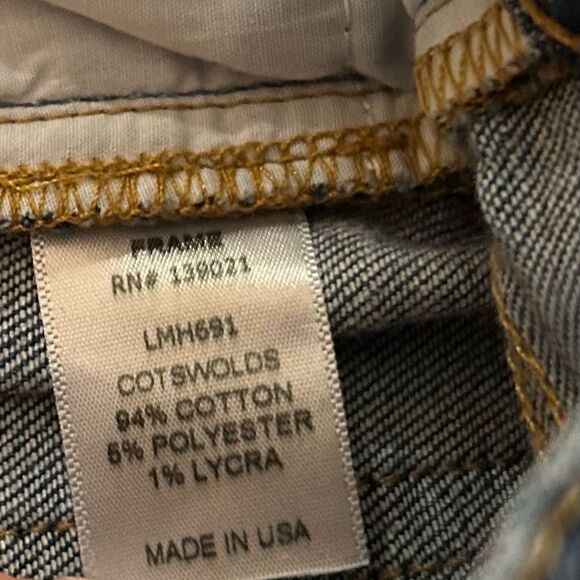 FRAME
RN# 139021
LMH691
COTSWOLDS
94% COTTON
5% POLYESTER
1% LYCRA
MADE IN USA